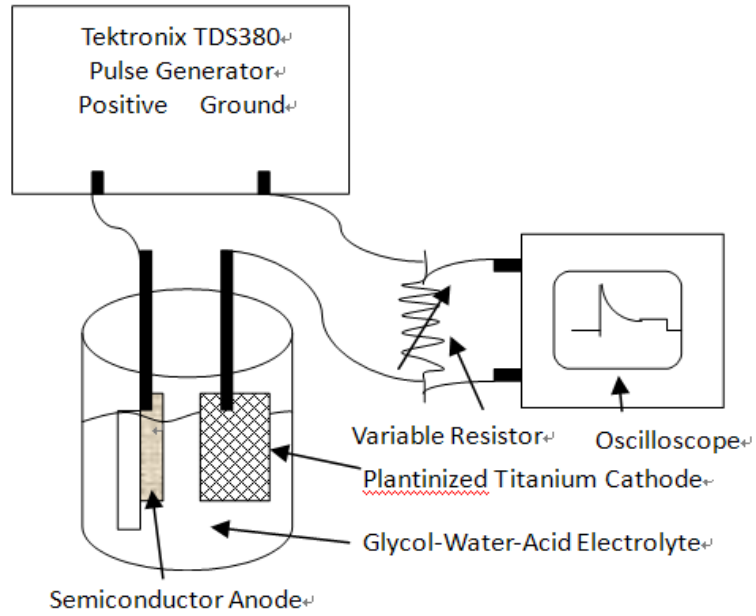 Tektronix TDS380
Pulse Generator
Positive Ground
Variable Resistor
Oscilloscope
Plantinized Titanium Cathode
Glycol-Water-Acid Electrolyte
Semiconductor Anode